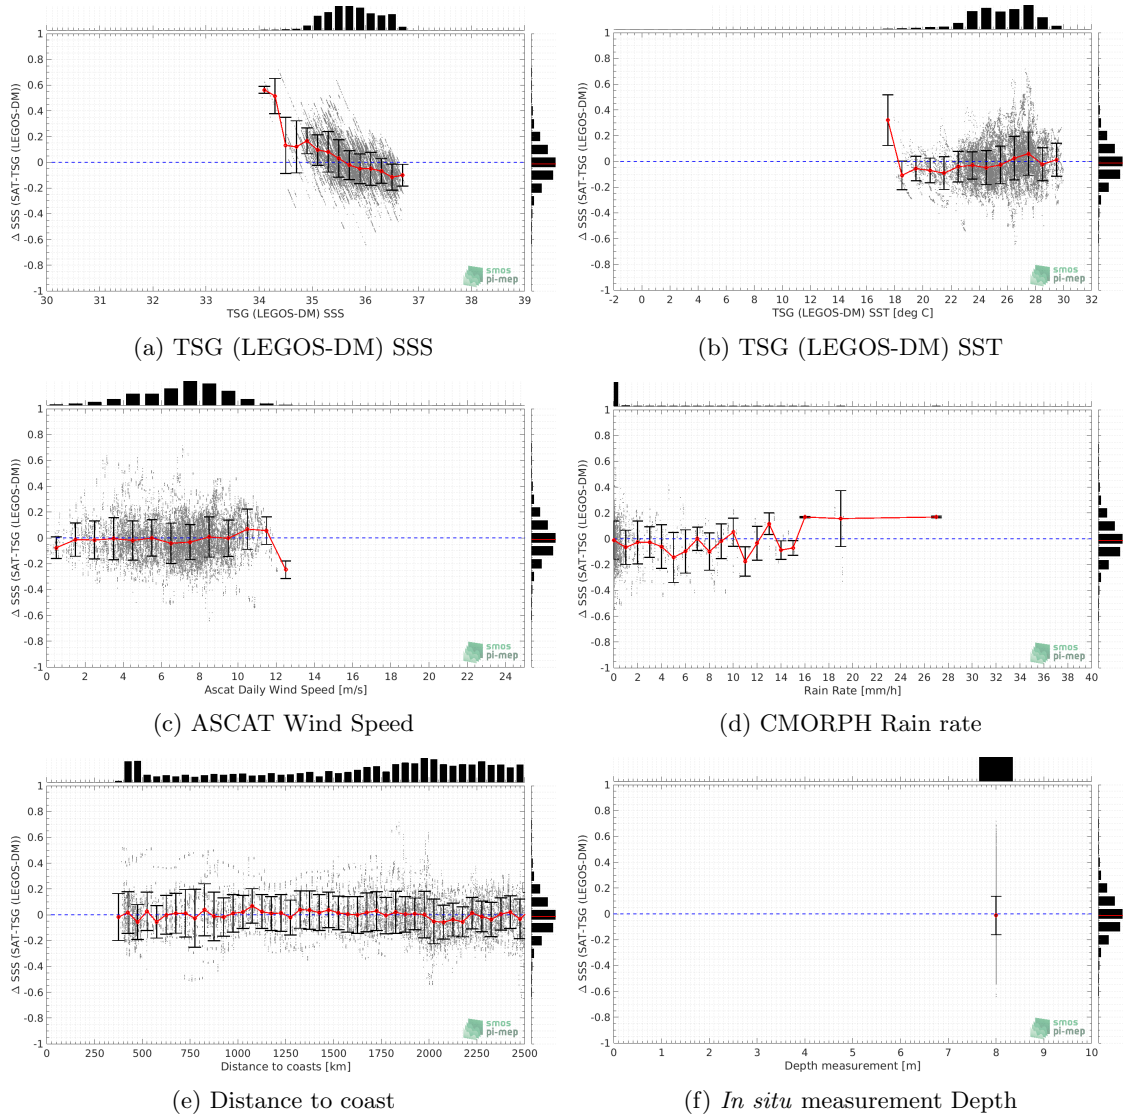 1
0.8
0.6
0.4
0.2
0
-0.2
-0.4
-0.6
-0.8
-1
Δ SSS (SAT-TSG (LEGOS-DM))
30 31 32 33 34 35 36 37 38 39
TSG (LEGOS-DM) SSS
smos
pi-mep
(a) TSG (LEGOS-DM) SSS
1
0.8
0.6
0.4
0.2
0
-0.2
-0.4
-0.6
-0.8
-1
Δ SSS (SAT-TSG (LEGOS-DM))
-2 0 2 4 6 8 10 12 14 16 18 20 22 24 26 28 30 32
TSG (LEGOS-DM) SST [deg C]
smos
pi-mep
(b) TSG (LEGOS-DM) SST
1
0.8
0.6
0.4
0.2
0
-0.2
-0.4
-0.6
-0.8
-1
Δ SSS (SAT-TSG (LEGOS-DM))
0 2 4 6 8 10 12 14 16 18 20 22 24
Ascat Daily Wind Speed [m/s]
smos
pi-mep
(c) ASCAT Wind Speed
1
0.8
0.6
0.4
0.2
0
-0.2
-0.4
-0.6
-0.8
-1
Δ SSS (SAT-TSG (LEGOS-DM))
0 2 4 6 8 10 12 14 16 18 20 22 24 26 28 30 32 34 36 38 40
Rain Rate [mm/h]
smos
pi-mep
(d) CMORPH Rain rate
1
0.8
0.6
0.4
0.2
0
-0.2
-0.4
-0.6
-0.8
-1
Δ SSS (SAT-TSG (LEGOS-DM))
0 250 500 750 1000 1250 1500 1750 2000 2250 2500
Distance to coasts [km]
smos
pi-mep
(e) Distance to coast
1
0.8
0.6
0.4
0.2
0
-0.2
-0.4
-0.6
-0.8
-1
Δ SSS (SAT-TSG (LEGOS-DM))
0 1 2 3 4 5 6 7 8 9 10
Depth measurement [m]
smos
pi-mep
(f) In situ measurement Depth